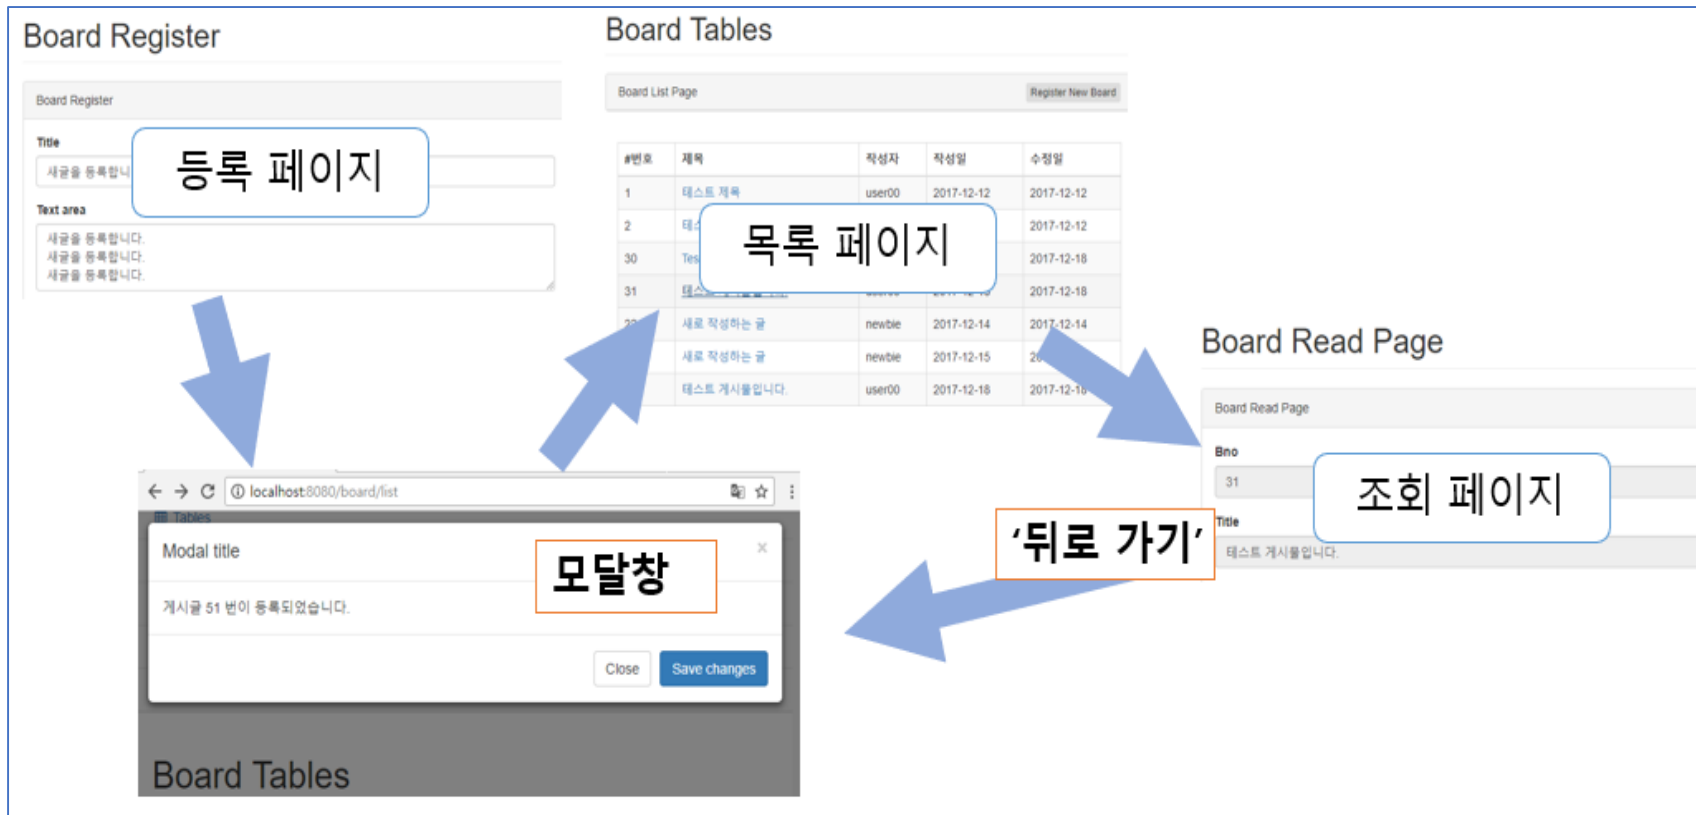 Board Register
Board Register
Title
새글을 등록합니
등록 페이지
Text area
새글을 등록합니다.
새글을 등록합니다.
새글을 등록합니다.
Board Tables
Board List Page
Register New Board
#번호 제목 작성자 작성일 수정일
1 테스트 제목 user00 2017-12-12 2017-12-12
2 2017-12-12
목록 페이지
30 Tes 2017-12-18
31 2017-12-18
새로 작성하는 글 newbie 2017-12-14 2017-12-14
새로 작성하는 글 newbie 2017-12-15
테스트 게시물입니다. user00 2017-12-18 2017-12-18
Board Read Page
Board Read Page
Bno
31
조회 페이지
Title
테스트 게시물입니다.
'뒤로 가기'
localhost:8080/board/list
Tables
Modal title
×
모달창
게시글 51 번이 등록되었습니다.
Close
Save changes
Board Tables